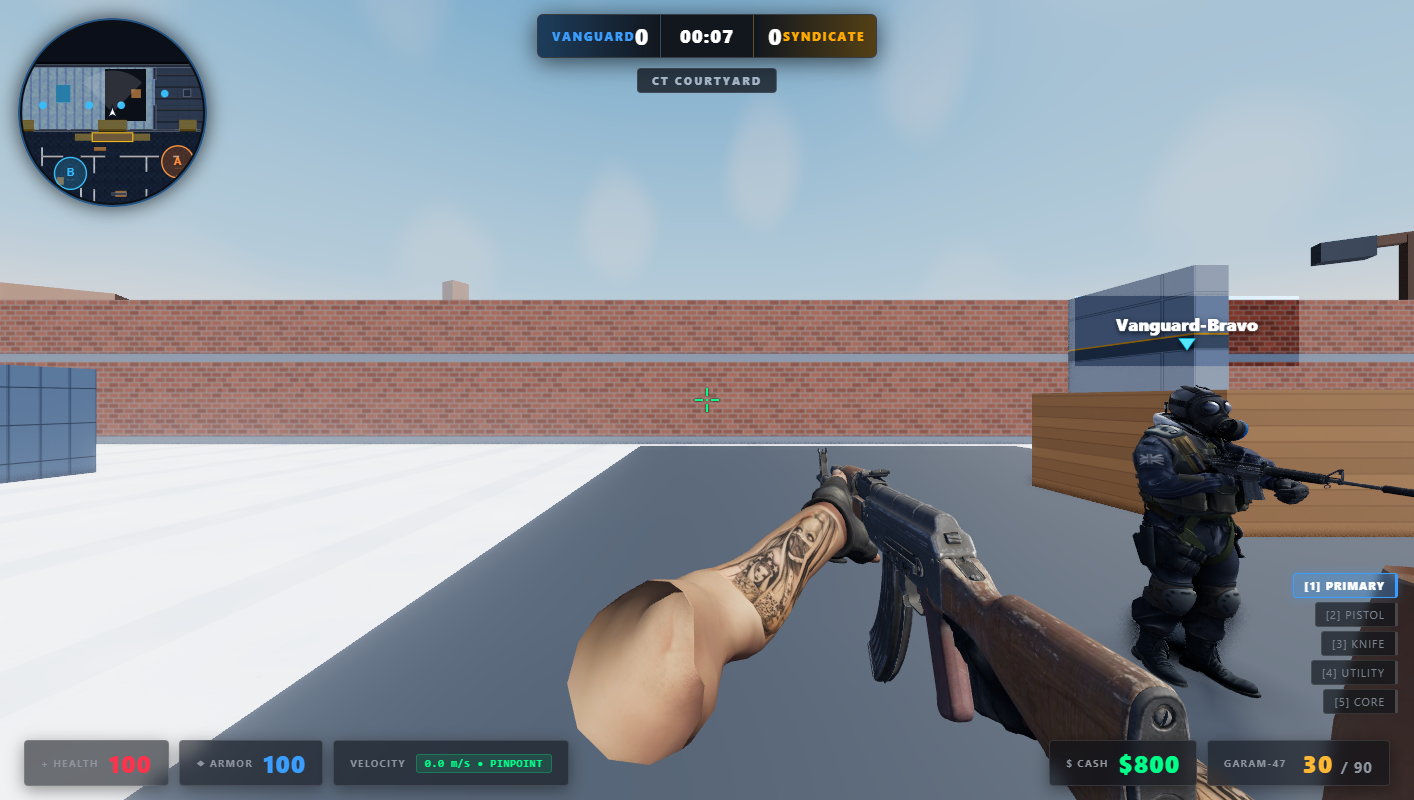 VANGUARD 0 00:07 0 SYNDICATE
CT COURTYARD
B
A
Vanguard-Bravo
[1] PRIMARY
[2] PISTOL
[3] KNIFE
[4] UTILITY
[5] CORE
+ HEALTH 100
ARMOR 100
VELOCITY 0.0 m/s • PINPOINT
$ CASH $800
GARAM-47 30 / 90